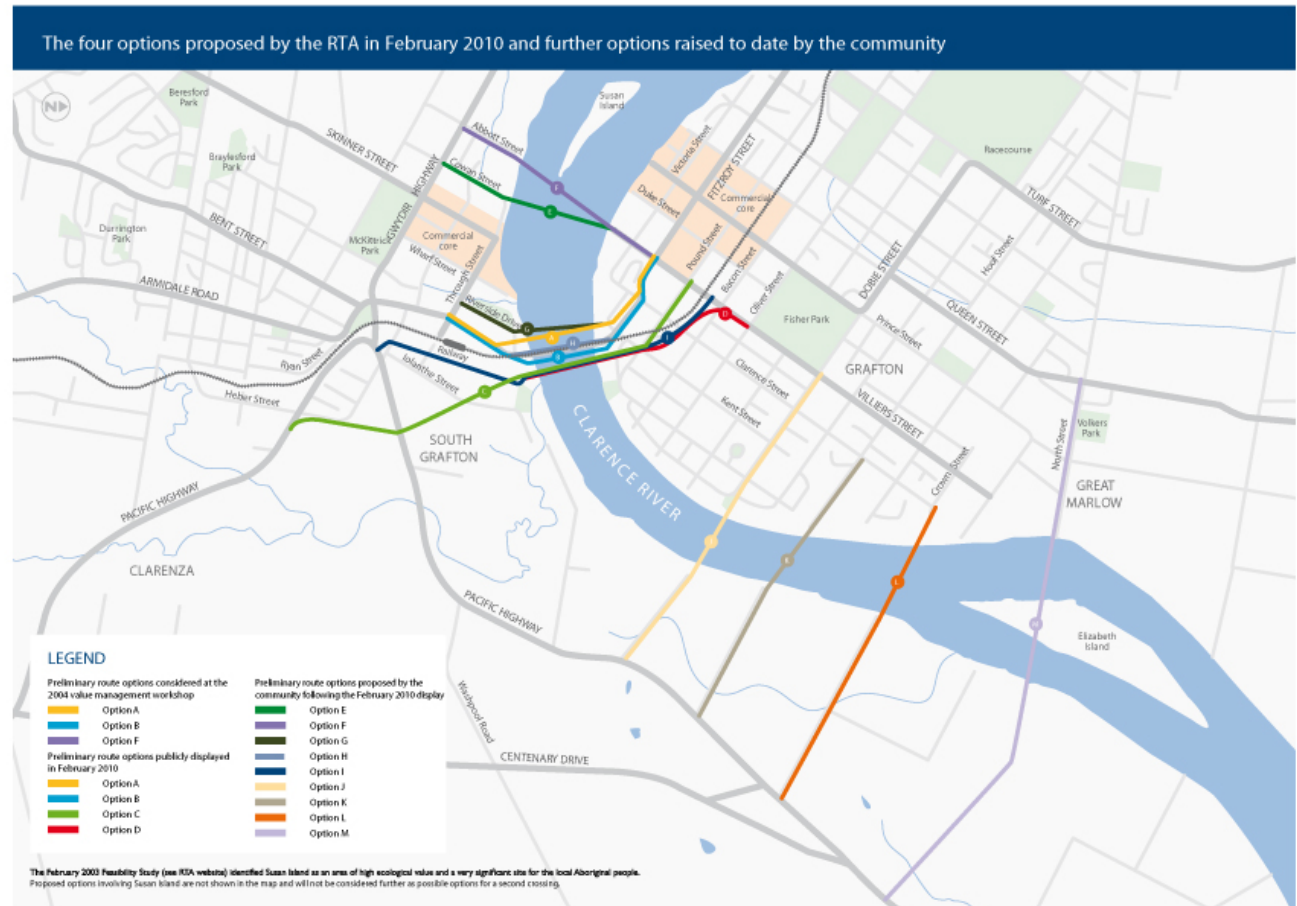 The four options proposed by the RTA in February 2010 and further options raised to date by the community
N
Beresford
Park
Susan
Island
SKINNER STREET
Abbott Street
Victoria Street
FITZROY STREET
Racecourse
Braylesford
Park
GWYDIR HIGHWAY
Cowan Street
F
E
Duke Street
Commercial
core
TURF STREET
Durrington
Park
BENT STREET
McKittrick
Park
Commercial
core
Wharf Street
Through Street
Pound Street
Bacon Street
Oliver Street
DOBIE STREET
Hoof Street
ARMIDALE ROAD
Riverside Drive
G
A
H
B
I
D
Fisher Park
Prince Street
QUEEN STREET
Ryan Street
Railway
Iolanthe Street
C
Heber Street
Clarence Street
Kent Street
GRAFTON
VILLIERS STREET
SOUTH
GRAFTON
CLARENCE RIVER
Crown Street
North Street
Volkers
Park
GREAT
MARLOW
PACIFIC HIGHWAY
J
K
L
M
CLARENZA
PACIFIC HIGHWAY
Elizabeth
Island
Washpool Road
CENTENARY DRIVE
LEGEND
Preliminary route options considered at the
2004 value management workshop
Option A
Option B
Option F
Preliminary route options publicly displayed
in February 2010
Option A
Option B
Option C
Option D
Preliminary route options proposed by the
community following the February 2010 display
Option E
Option F
Option G
Option H
Option I
Option J
Option K
Option L
Option M
The February 2003 Feasibility Study (see RTA website) identified Susan Island as an area of high ecological value and a very significant site for the local Aboriginal people.
Proposed options involving Susan Island are not shown in the map and will not be considered further as possible options for a second crossing.